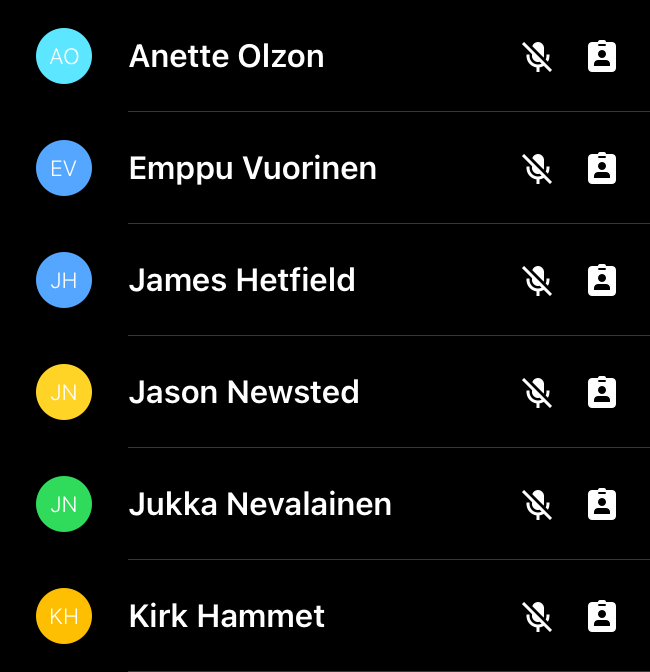 AO Anette Olzon
EV Emppu Vuorinen
JH James Hetfield
JN Jason Newsted
JN Jukka Nevalainen
KH Kirk Hammet